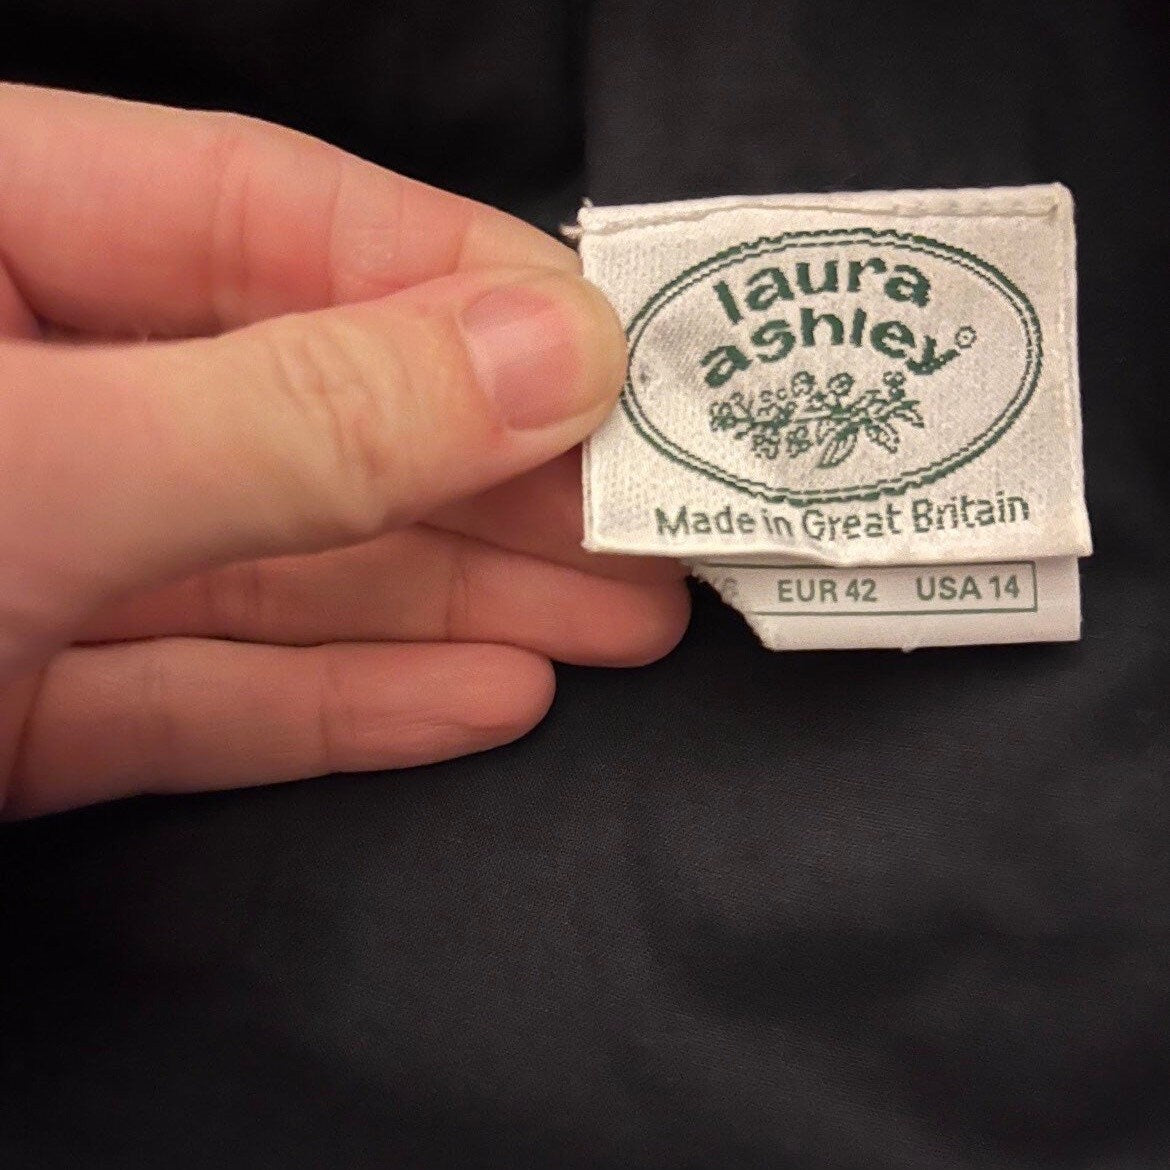 laura
ashley®
Made in Great Britain
EUR 42 USA 14